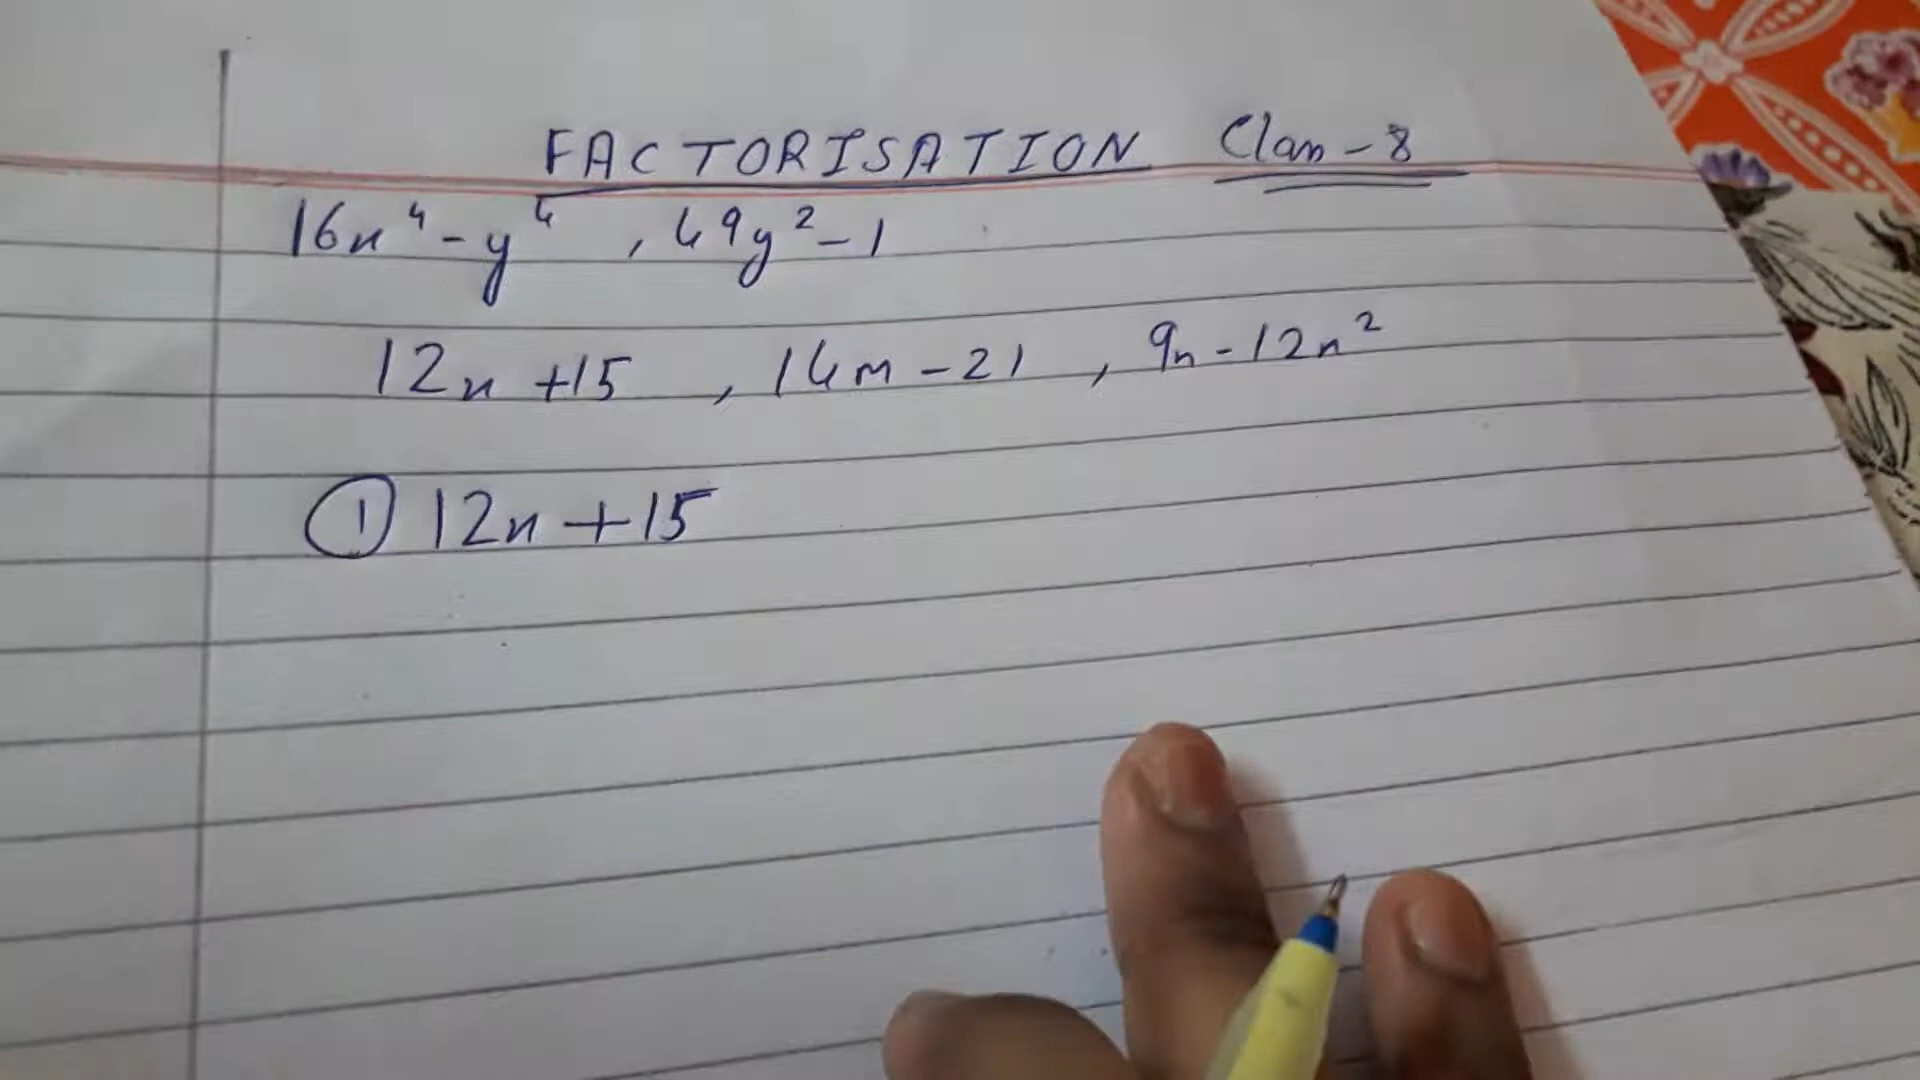 FACTORISATION Class-8
16x⁴-y⁴, 49y²-1
12x+15, 14m-21, 9n-12n²
① 12x+15